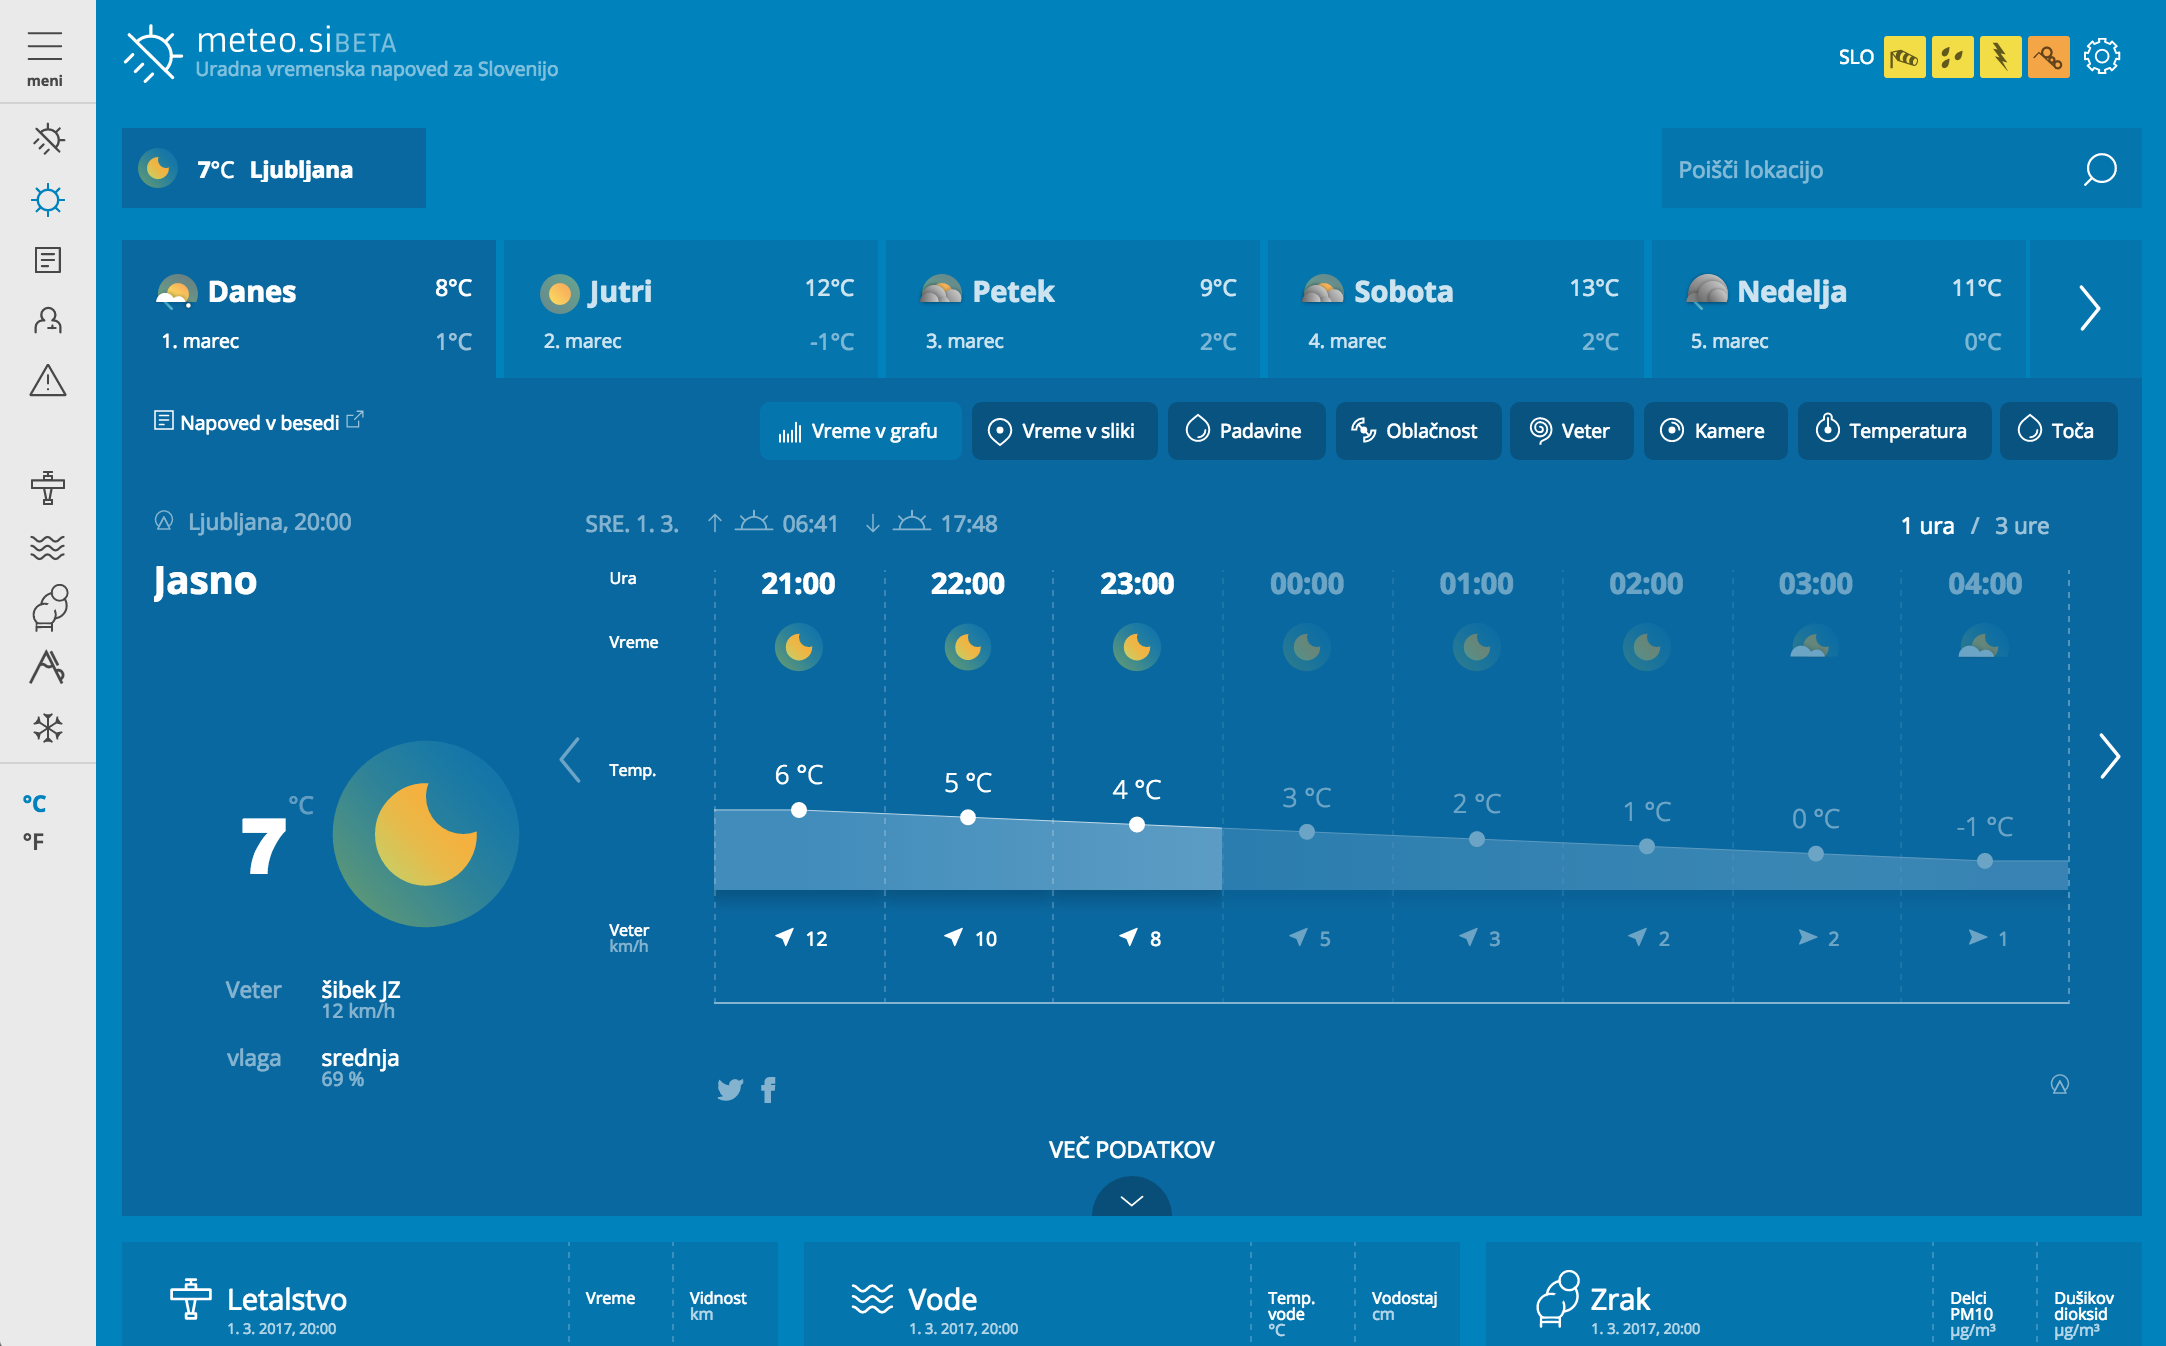 meni
meteo.siBETA
Uradna vremenska napoved za Slovenijo
SLO
7°C Ljubljana
Poišči lokacijo
Danes 8°C
1. marec 1°C
Jutri 12°C
2. marec -1°C
Petek 9°C
3. marec 2°C
Sobota 13°C
4. marec 2°C
Nedelja 11°C
5. marec 0°C
Napoved v besedi
Vreme v grafu
Vreme v sliki
Padavine
Oblačnost
Veter
Kamere
Temperatura
Toča
Ljubljana, 20:00
Jasno
7 °C
Veter šibek JZ
12 km/h
vlaga srednja
69 %
SRE. 1. 3. 06:41 17:48
1 ura / 3 ure
Ura 21:00 22:00 23:00 00:00 01:00 02:00 03:00 04:00
Vreme
Temp. 6 °C 5 °C 4 °C 3 °C 2 °C 1 °C 0 °C -1 °C
Veter 12 10 8 5 3 2 2 1
km/h
VEČ PODATKOV
°C
°F
Letalstvo
1. 3. 2017, 20:00
Vreme
Vidnost
km
Vode
1. 3. 2017, 20:00
Temp.
vode
°C
Vodostaj
cm
Zrak
1. 3. 2017, 20:00
Delci
PM10
µg/m³
Dušikov
dioksid
µg/m³